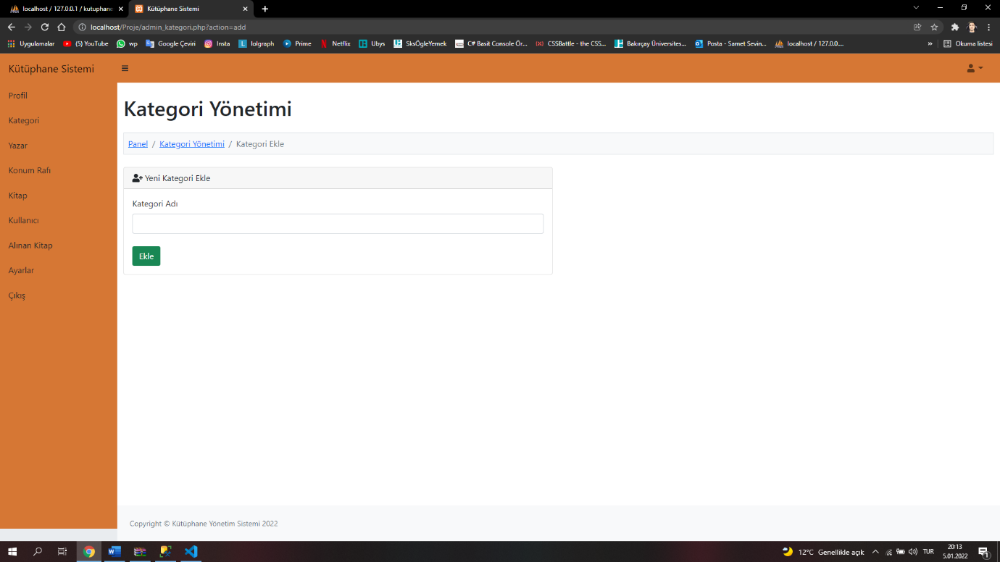 localhost / 127.0.0.1 / kutuphane
Kütüphane Sistemi
localhost/Proje/admin_kategori.php?action=add
Uygulamalar (5) YouTube wp Google Çeviri Insta lolgraph Prime Netflix Ubys SksÖğleYemek C# Basit Console Ör... CSSBattle - the CSS... Bakırçay Üniversites... Posta - Samet Sevin... localhost / 127.0.0.... » Okuma listesi
Kütüphane Sistemi
Profil
Kategori
Yazar
Konum Rafı
Kitap
Kullanıcı
Alınan Kitap
Ayarlar
Çıkış
Kategori Yönetimi
Panel / Kategori Yönetimi / Kategori Ekle
Yeni Kategori Ekle
Kategori Adı
Ekle
Copyright © Kütüphane Yönetim Sistemi 2022
12°C Genellikle açık
TUR
20:13
5.01.2022
1